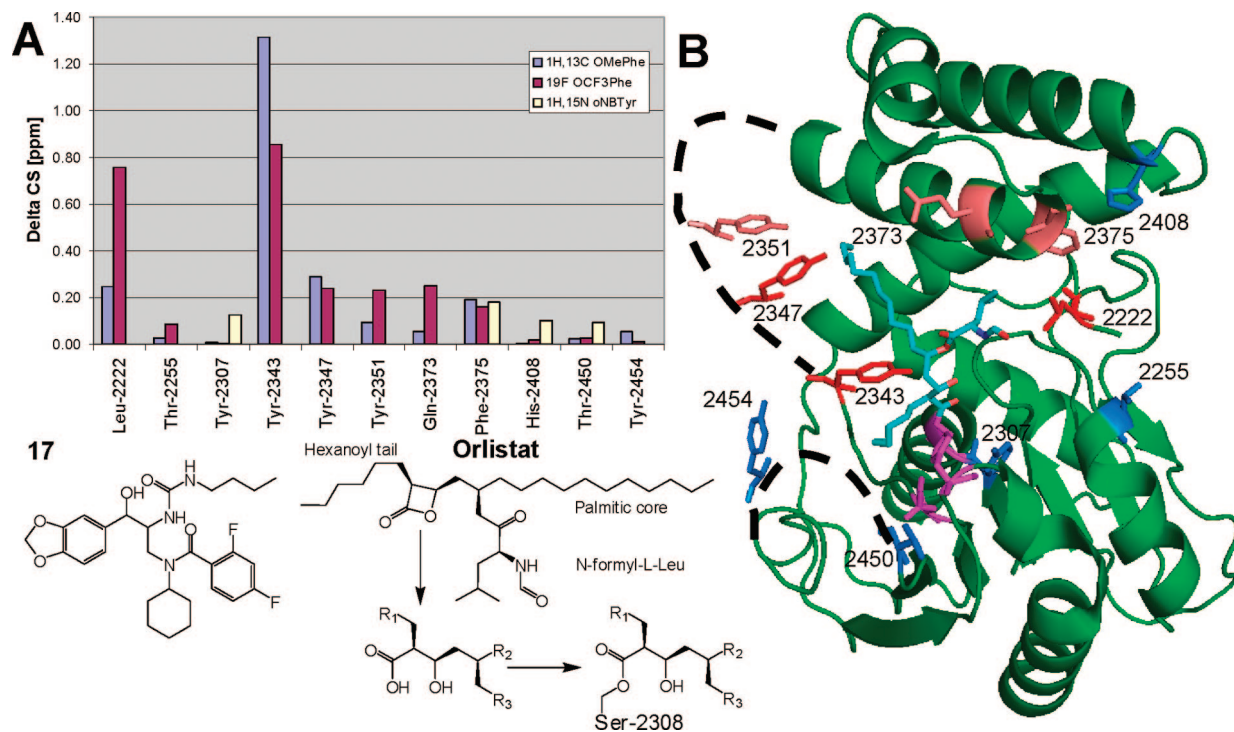 A
1.40
1.20
1.00
0.80
0.60
0.40
0.20
0.00
Delta CS [ppm]
1H,13C OMePhe
19F OCF3Phe
1H,15N oNBTyr
Leu-2222
Thr-2255
Tyr-2307
Tyr-2343
Tyr-2347
Tyr-2351
Gln-2373
Phe-2375
His-2408
Thr-2450
Tyr-2454
17
OH
O
N
H
NH
O
O
O
N
F
F
Orlistat
Hexanoyl tail
O
O
Palmitic core
O
N-formyl-L-Leu
NH
O
R1
O
OH
OH
R2
R3
R1
O
O
OH
R2
R3
Ser-2308
B
2351
2373
2375
2408
2347
2222
2343
2255
2454
2307
2450